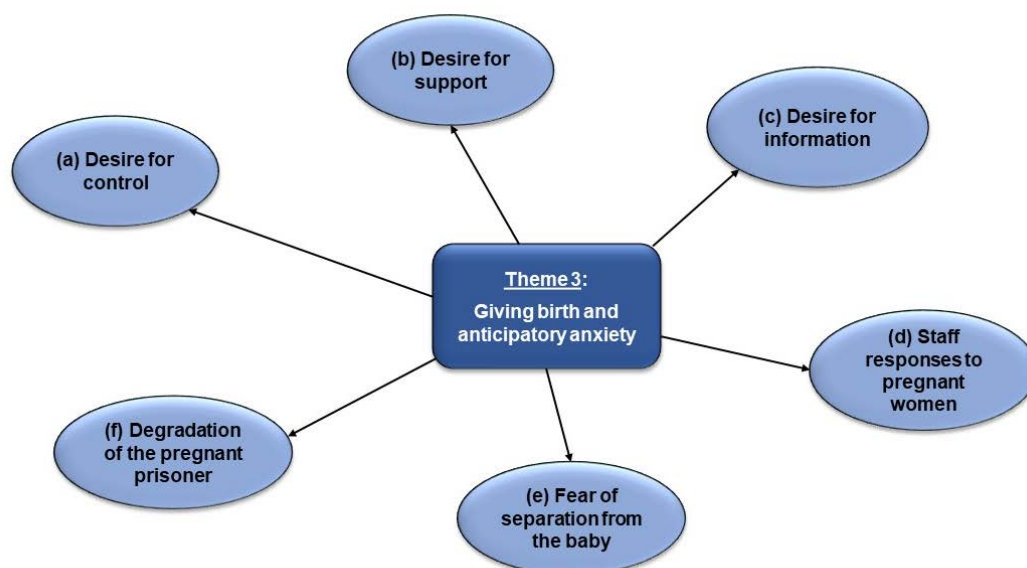 (b) Desire for
support
(c) Desire for
information
(a) Desire for
control
Theme 3:
Giving birth and
anticipatory anxiety
(d) Staff
responses to
pregnant
women
(f) Degradation
of the pregnant
prisoner
(e) Fear of
separation from
the baby